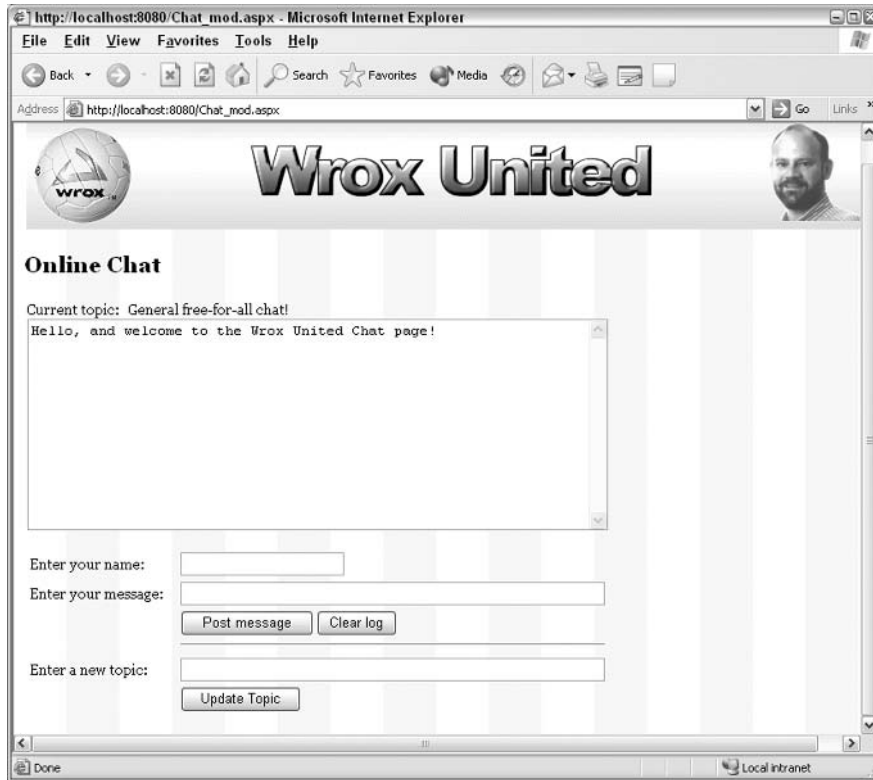 http://localhost:8080/Chat_mod.aspx - Microsoft Internet Explorer
File Edit View Favorites Tools Help
Back Search Favorites Media
Address http://localhost:8080/Chat_mod.aspx Go Links
wrox
Wrox United
Online Chat
Current topic: General free-for-all chat!
Hello, and welcome to the Wrox United Chat page!
Enter your name:
Enter your message:
Post message Clear log
Enter a new topic:
Update Topic
Done Local intranet